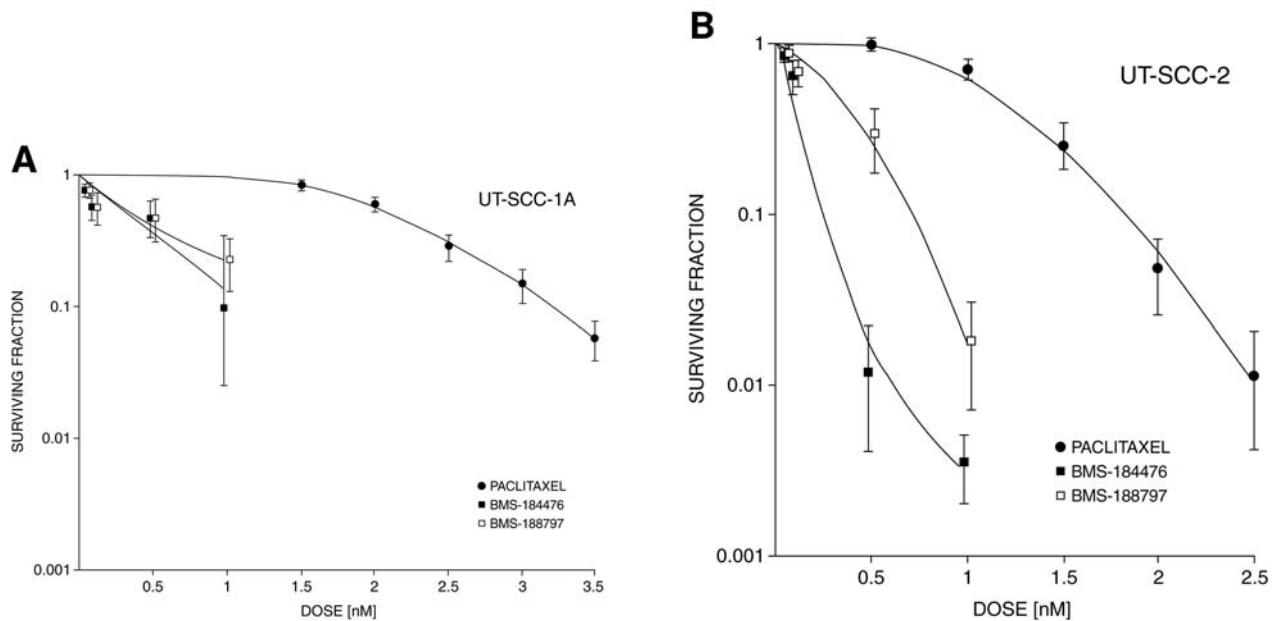 A
UT-SCC-1A
SURVIVING FRACTION
1
0.1
0.01
0.001
PACLITAXEL
BMS-184476
BMS-188797
0.5
1
1.5
2
2.5
3
3.5
DOSE [nM]
B
UT-SCC-2
SURVIVING FRACTION
1
0.1
0.01
0.001
PACLITAXEL
BMS-184476
BMS-188797
0.5
1
1.5
2
2.5
DOSE [nM]